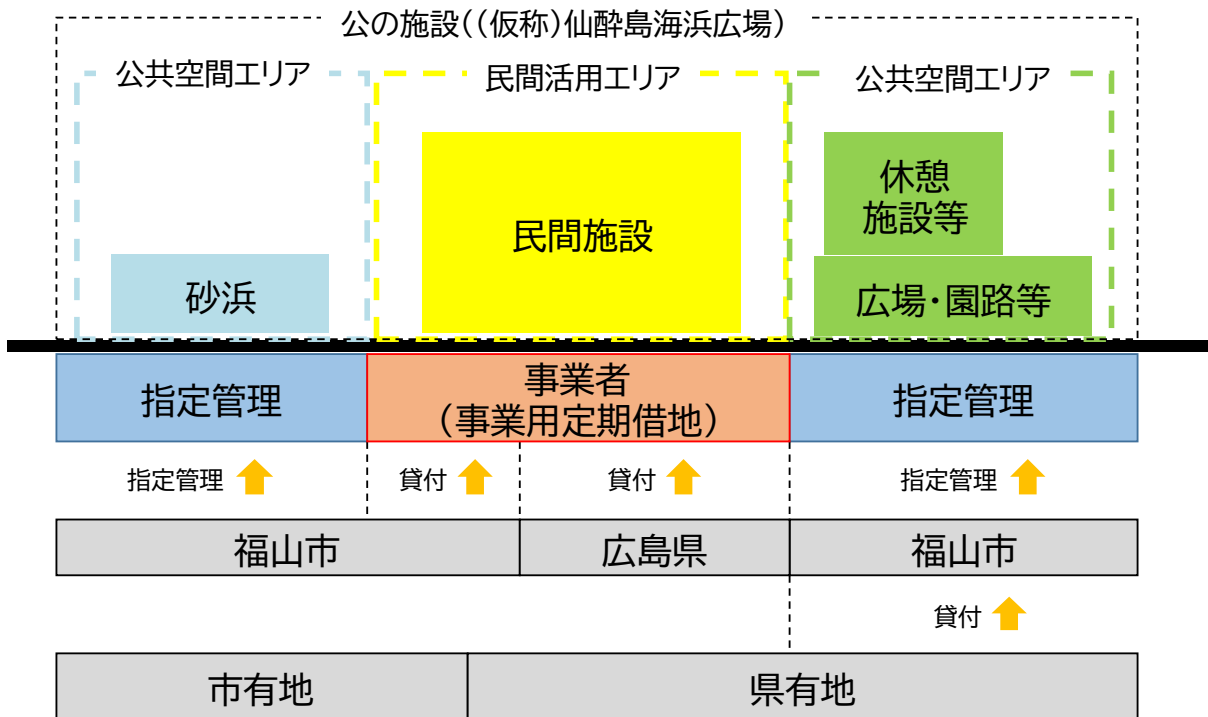 公の施設((仮称)仙酔島海浜広場)
公共空間エリア
民間活用エリア
公共空間エリア
砂浜
民間施設
休憩
施設等
広場・園路等
指定管理
事業者
(事業用定期借地)
指定管理
指定管理
貸付
貸付
指定管理
福山市
広島県
福山市
貸付
市有地
県有地